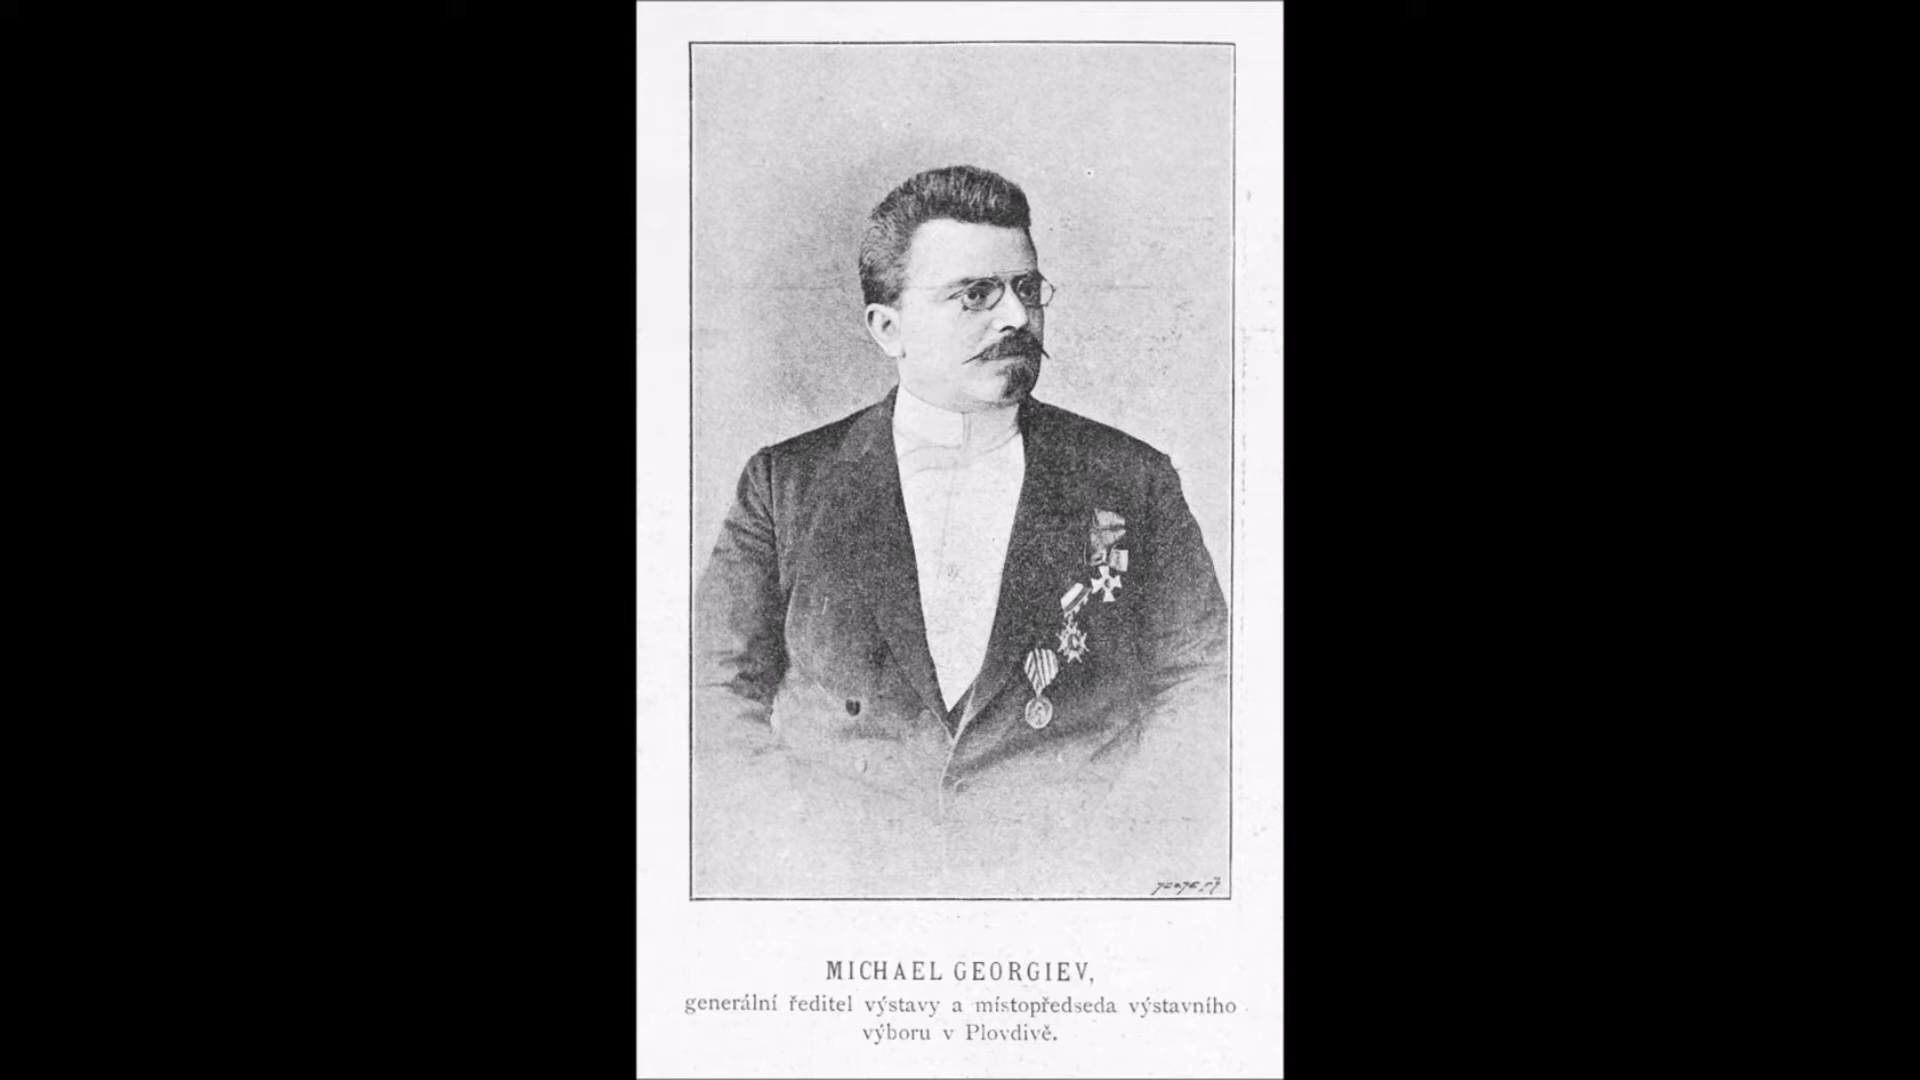 MICHAEL GEORGIEV,
generální ředitel výstavy a místopředseda výstavního
výboru v Plovdivě.